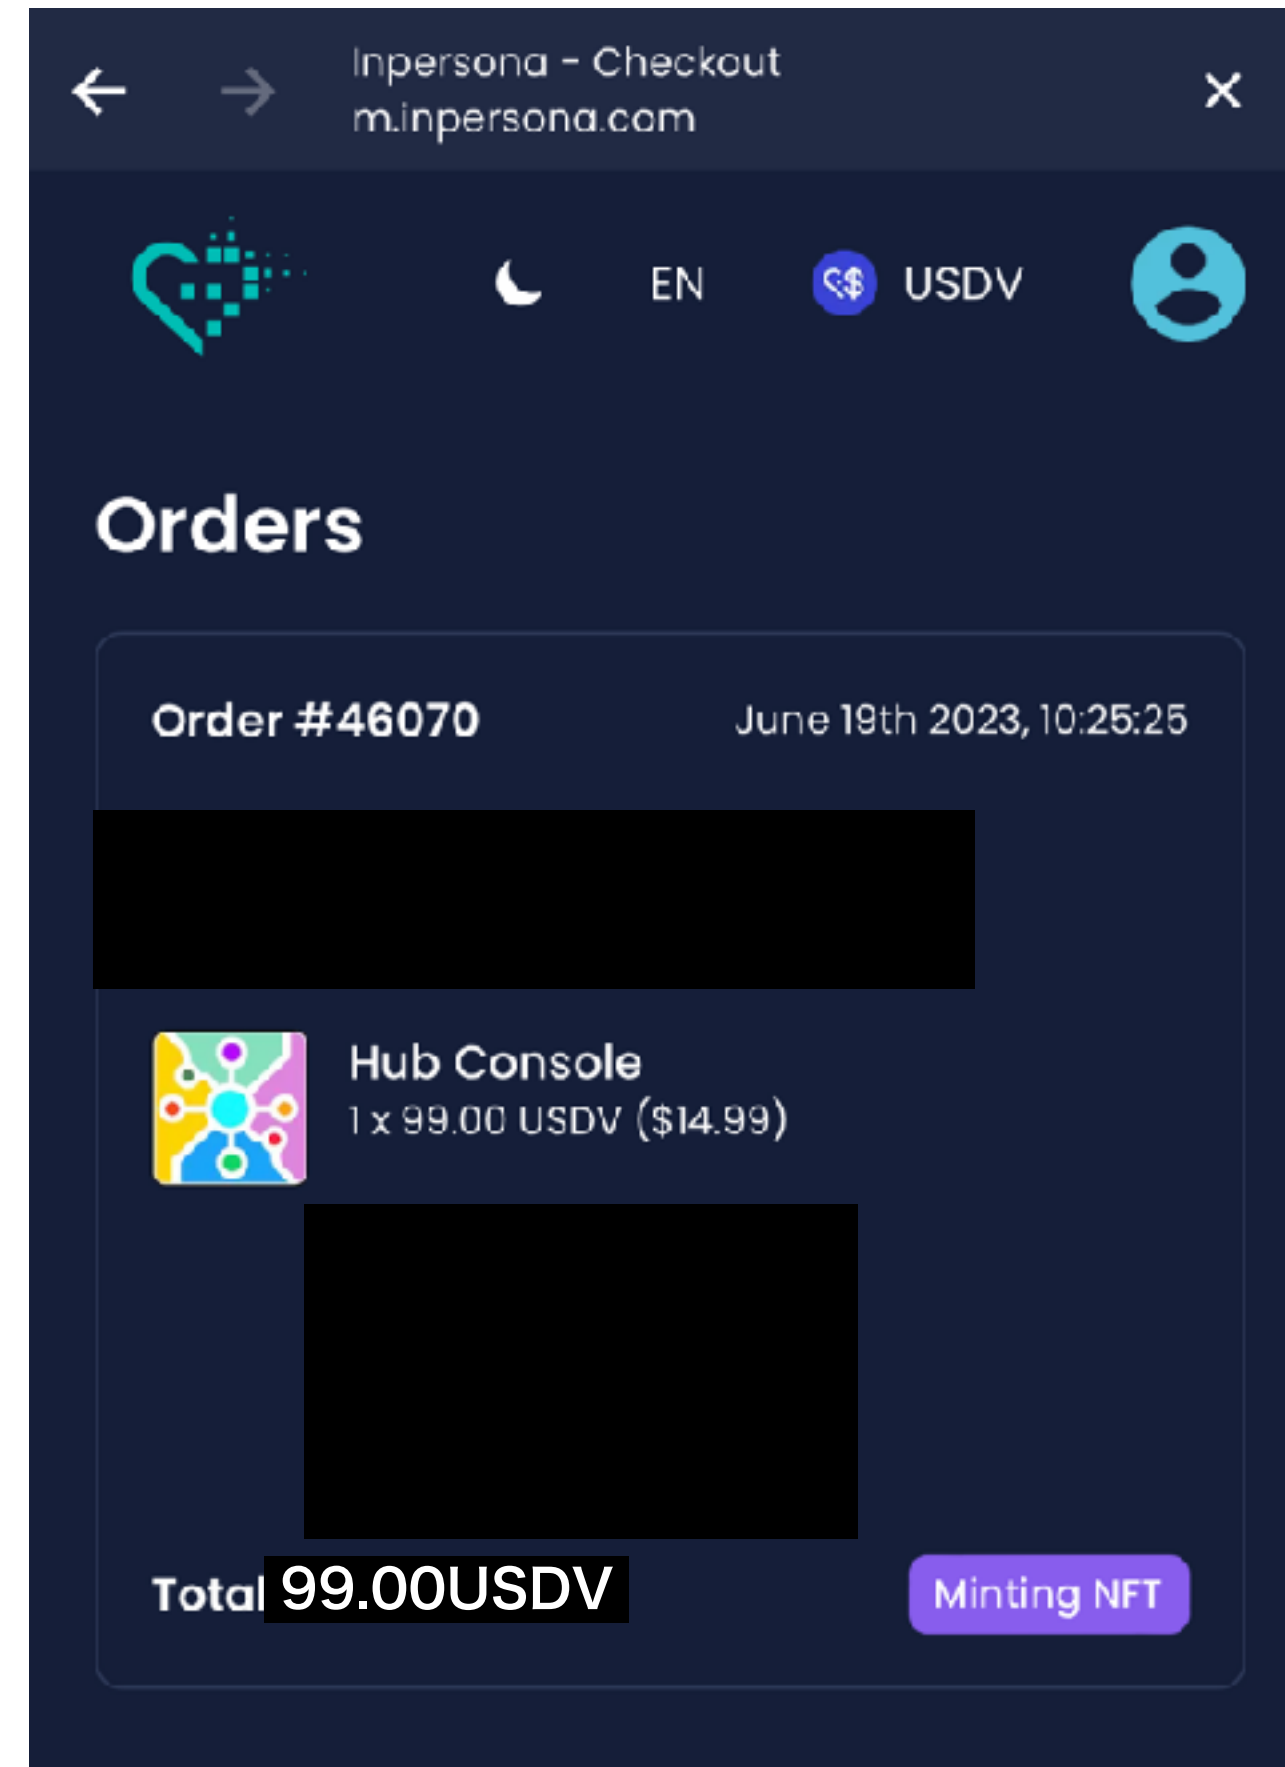 Inpersona - Checkout
m.inpersona.com
EN
USDV
Orders
Order #46070
June 19th 2023, 10:25:25
Hub Console
1 x 99.00 USDV ($14.99)
Total 99.00USDV
Minting NFT